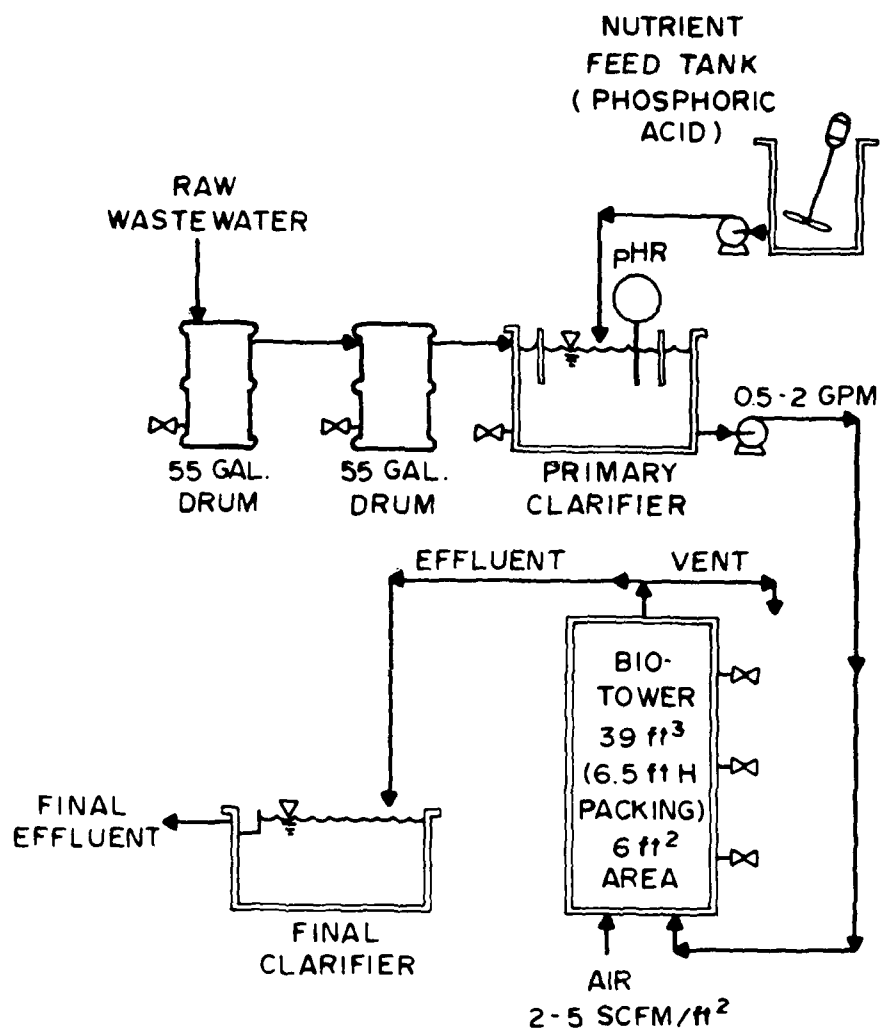 NUTRIENT
FEED TANK
( PHOSPHORIC
ACID )
RAW
WASTEWATER
pHR
0.5-2 GPM
55 GAL.
DRUM
55 GAL.
DRUM
PRIMARY
CLARIFIER
EFFLUENT
VENT
BIO-
TOWER
39 ft³
(6.5 ft H
PACKING)
6 ft²
AREA
FINAL
EFFLUENT
FINAL
CLARIFIER
AIR
2-5 SCFM/ft²